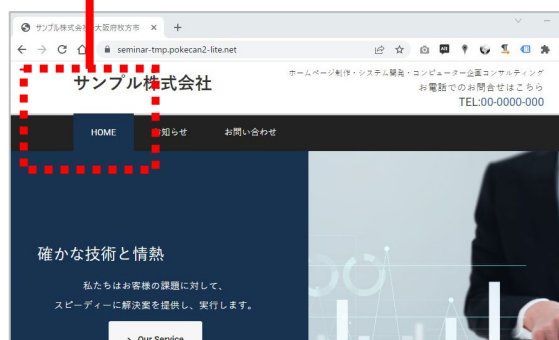 サンプル株式会社 大阪府枚方市
seminar-tmp.pokecan2-lite.net
サンプル株式会社
ホームページ制作・システム開発・コンピューター企画コンサルティング
お電話でのお問合せはこちら
TEL:00-0000-000
HOME
お知らせ
お問い合わせ
確かな技術と情熱
私たちはお客様の課題に対して、
スピーディーに解決案を提供し、実行します。
> Our Service